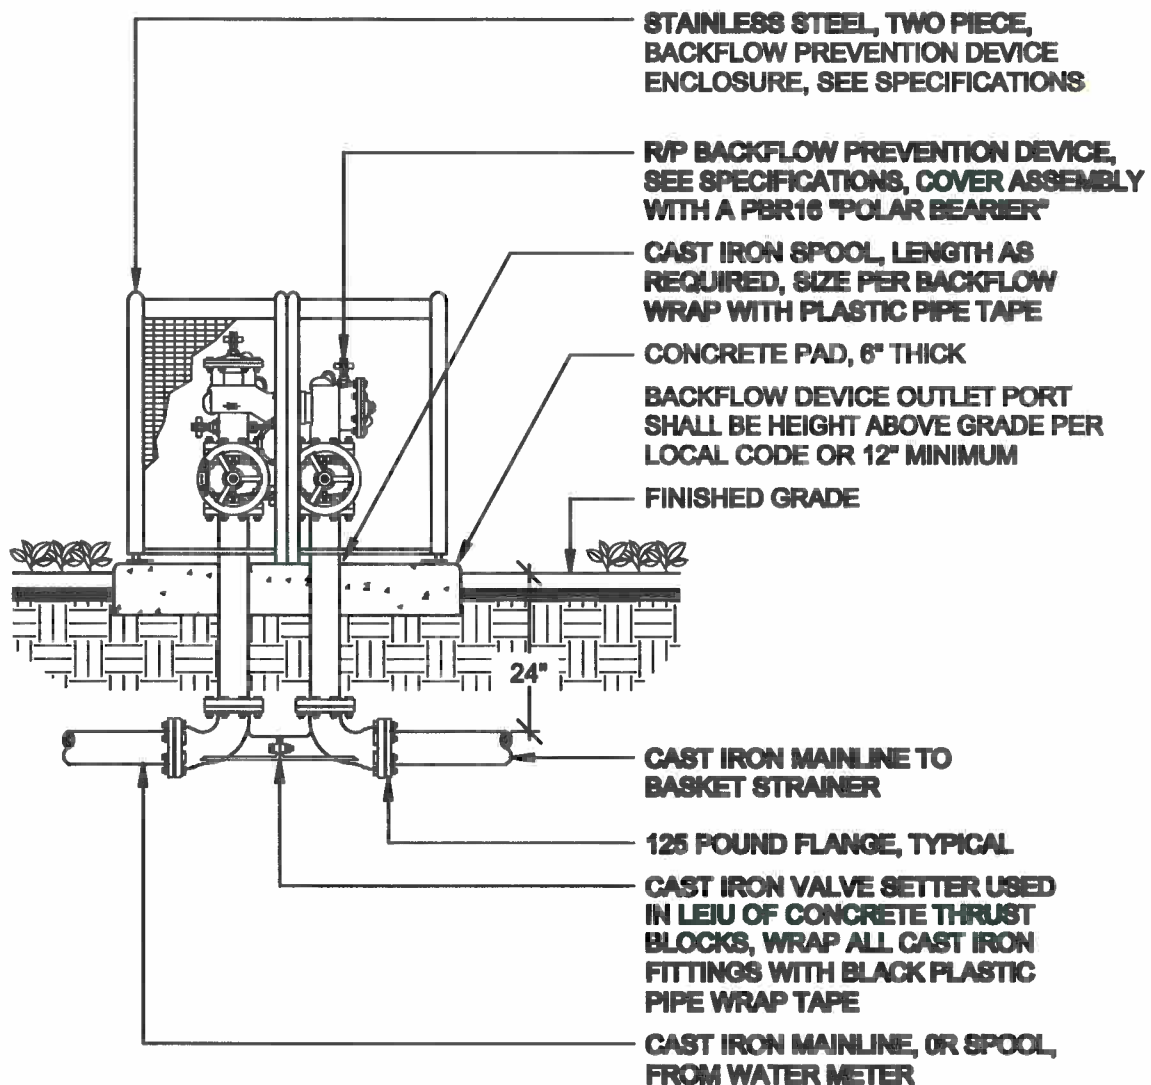 STAINLESS STEEL, TWO PIECE,
BACKFLOW PREVENTION DEVICE
ENCLOSURE, SEE SPECIFICATIONS
R/P BACKFLOW PREVENTION DEVICE,
SEE SPECIFICATIONS, COVER ASSEMBLY
WITH A PBR16 "POLAR BEARIER"
CAST IRON SPOOL, LENGTH AS
REQUIRED, SIZE PER BACKFLOW
WRAP WITH PLASTIC PIPE TAPE
CONCRETE PAD, 6" THICK
BACKFLOW DEVICE OUTLET PORT
SHALL BE HEIGHT ABOVE GRADE PER
LOCAL CODE OR 12" MINIMUM
FINISHED GRADE
24"
CAST IRON MAINLINE TO
BASKET STRAINER
125 POUND FLANGE, TYPICAL
CAST IRON VALVE SETTER USED
IN LEIU OF CONCRETE THRUST
BLOCKS, WRAP ALL CAST IRON
FITTINGS WITH BLACK PLASTIC
PIPE WRAP TAPE
CAST IRON MAINLINE, 0R SPOOL,
FROM WATER METER